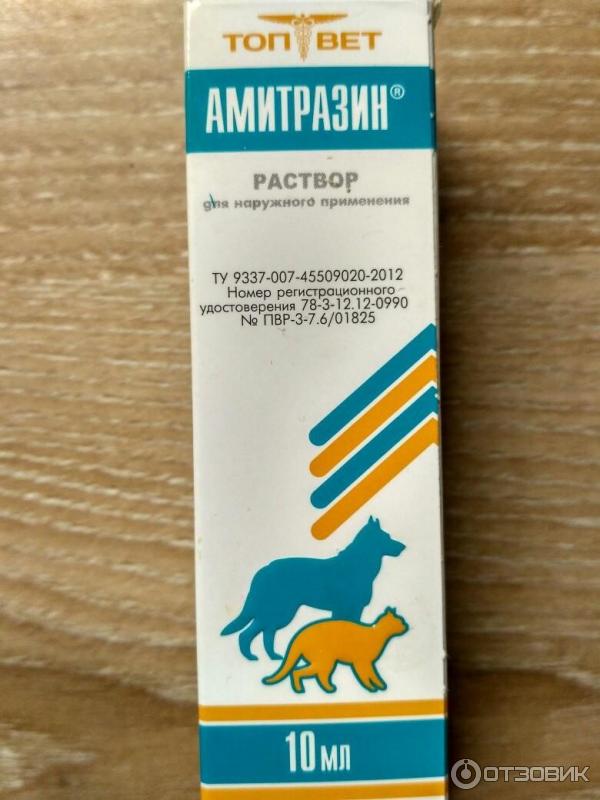 ТОП ВЕТ
АМИТРАЗИН®
РАСТВОР
для наружного применения
ТУ 9337-007-45509020-2012
Номер регистрационного
удостоверения 78-3-12.12-0990
№ ПВР-3-7.6/01825
10 мл
ОТЗОВИК